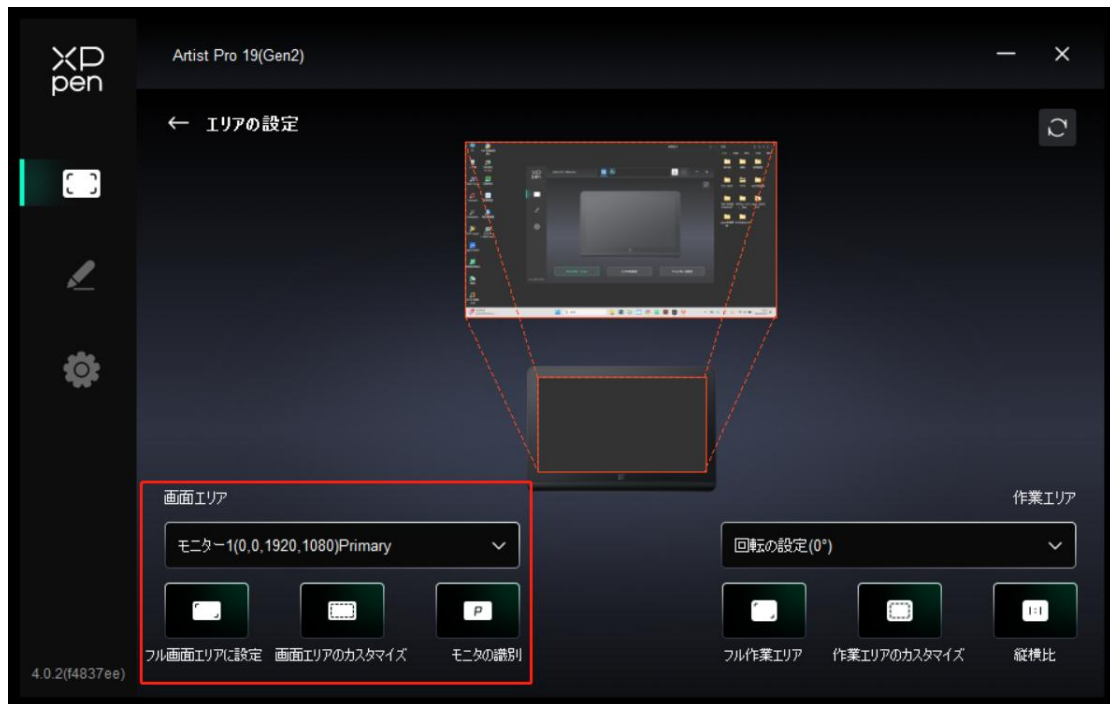 XP
pen
Artist Pro 19(Gen2)
エリアの設定
画面エリア
作業エリア
モニター1(0,0,1920,1080)Primary
回転の設定(0°)
P
1:1
フル画面エリアに設定
画面エリアのカスタマイズ
モニタの識別
フル作業エリア
作業エリアのカスタマイズ
縦横比
4.0.2(f4837ee)